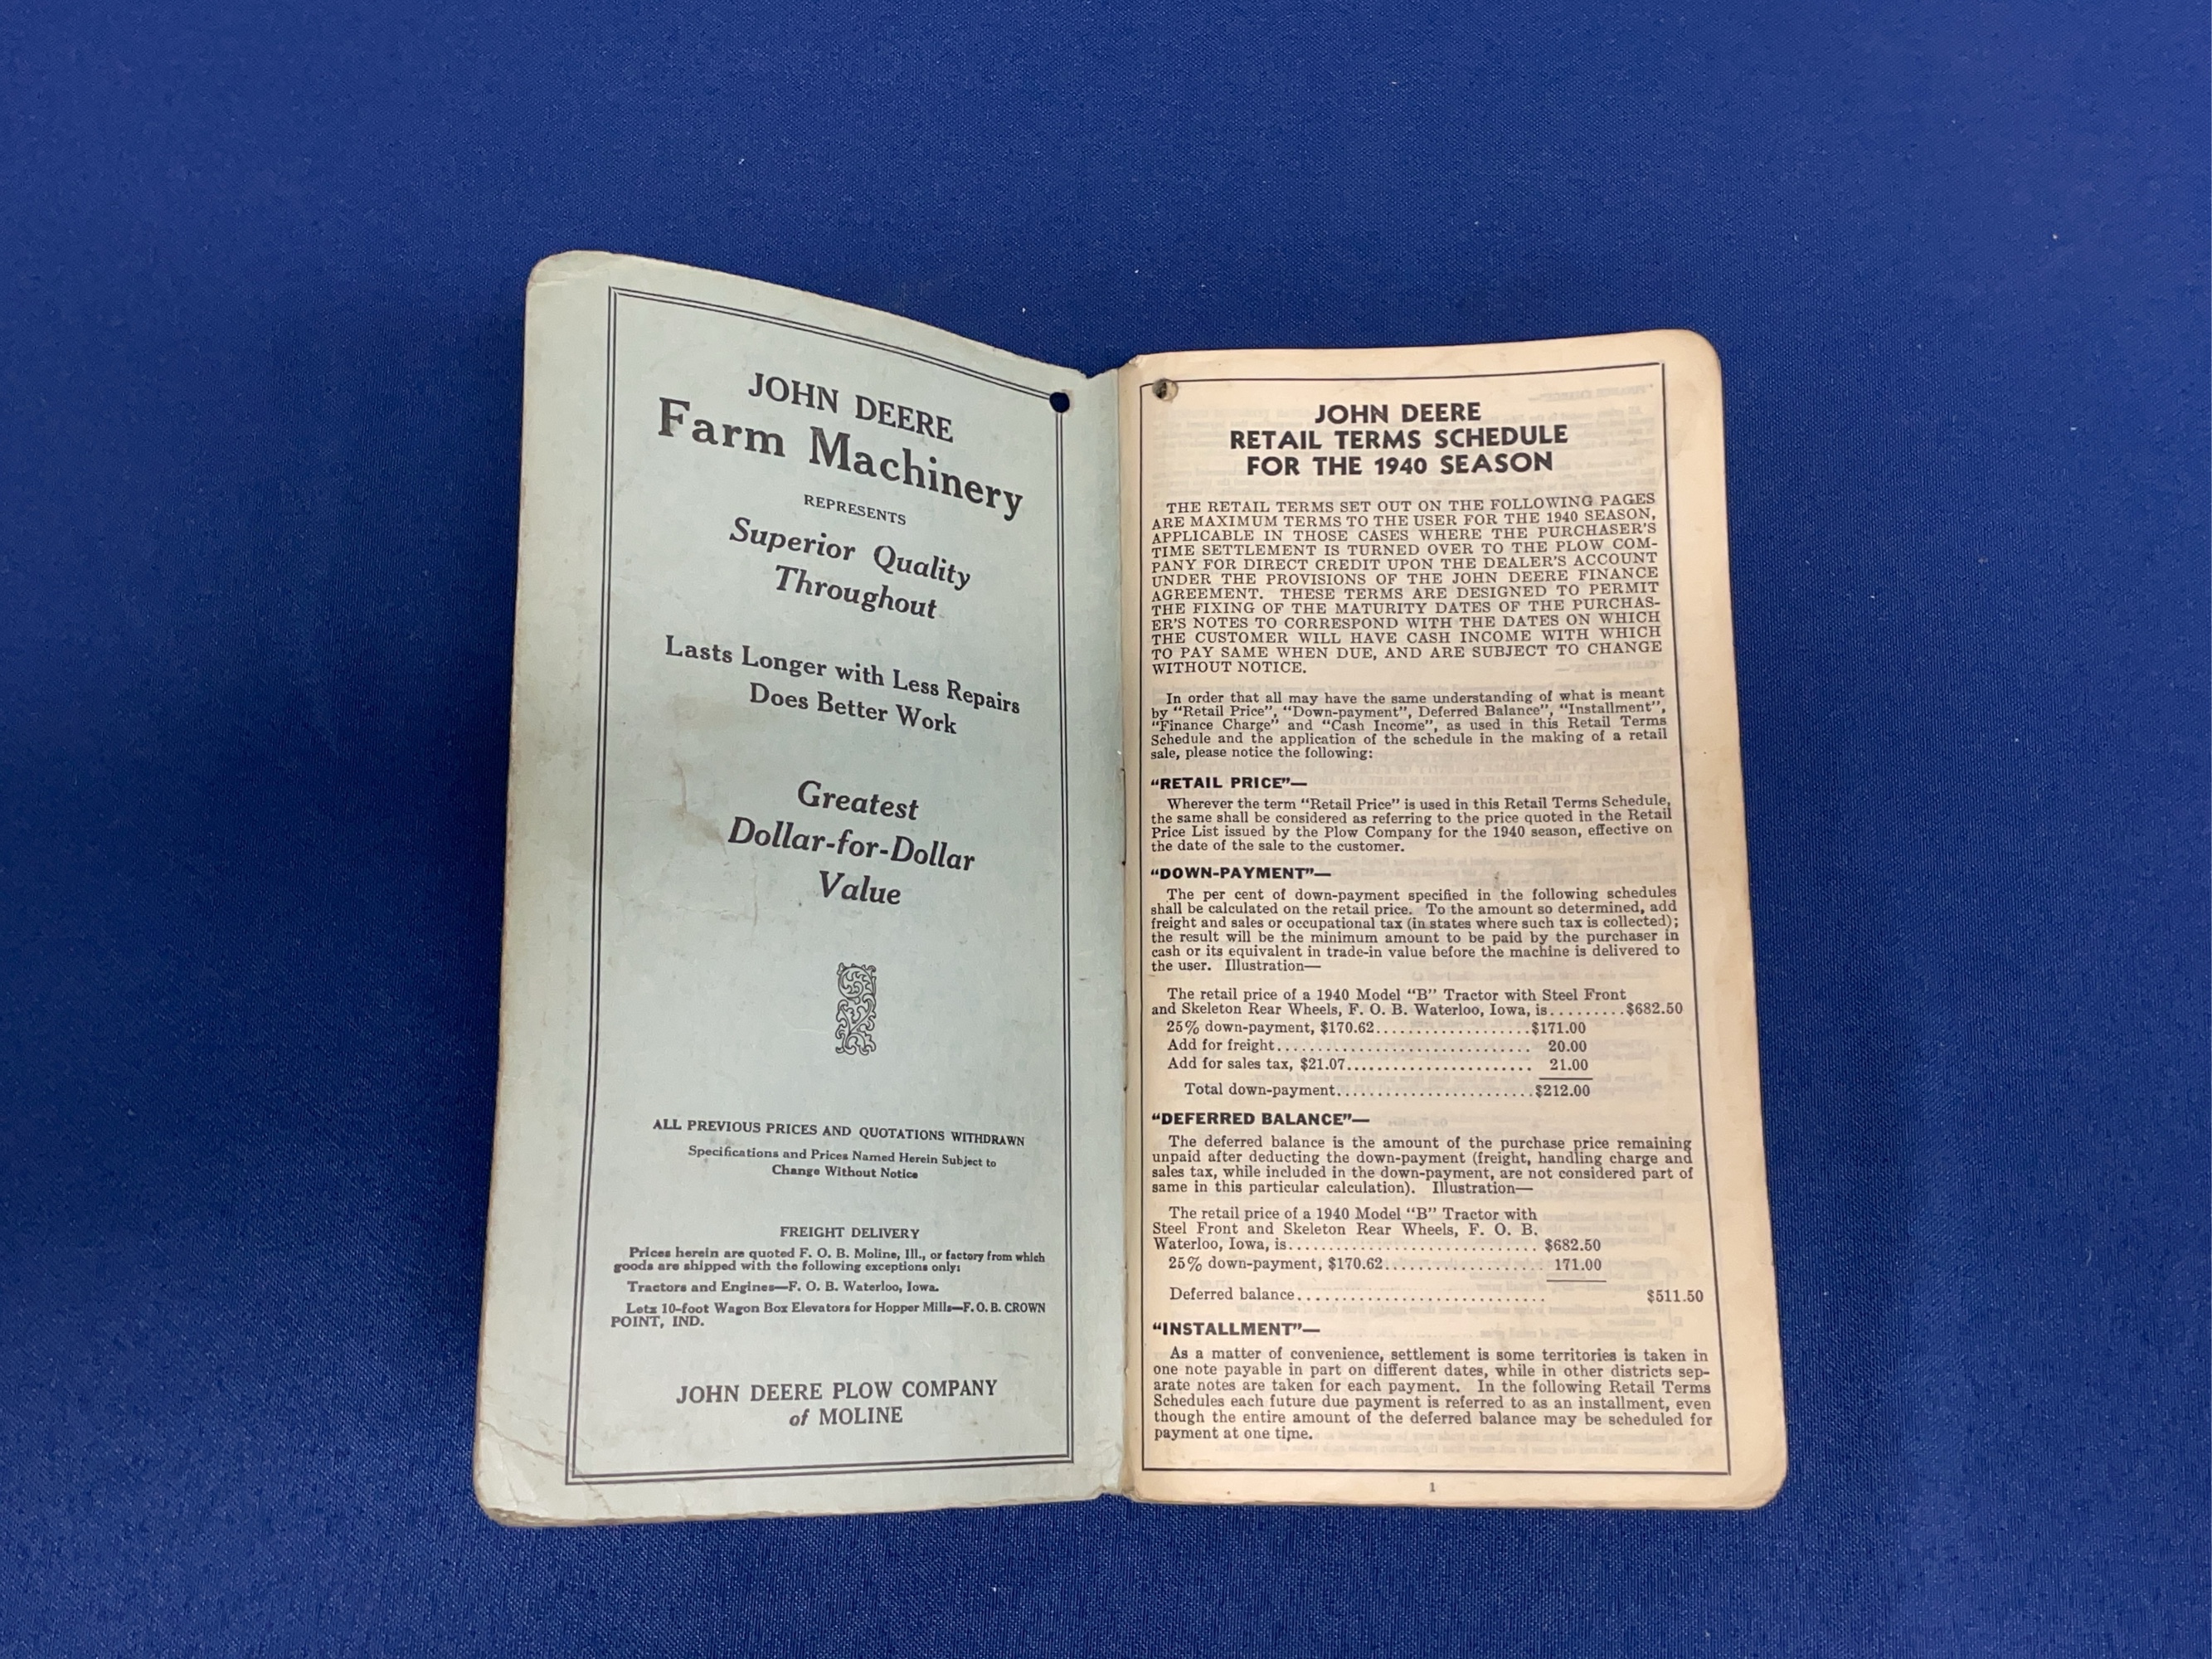 JOHN DEERE
Farm Machinery
REPRESENTS
Superior Quality
Throughout
Lasts Longer with Less Repairs
Does Better Work
Greatest
Dollar-for-Dollar
Value
ALL PREVIOUS PRICES AND QUOTATIONS WITHDRAWN
Specifications and Prices Named Herein Subject to
Change Without Notice
FREIGHT DELIVERY
Prices herein are quoted F. O. B. Moline, Ill., or factory from which
goods are shipped with the following exceptions only:
Tractors and Engines—F. O. B. Waterloo, Iowa.
Letz 10-foot Wagon Box Elevators for Hopper Mills—F. O. B. CROWN
POINT, IND.
JOHN DEERE PLOW COMPANY
of MOLINE
JOHN DEERE
RETAIL TERMS SCHEDULE
FOR THE 1940 SEASON
THE RETAIL TERMS SET OUT ON THE FOLLOWING PAGES
ARE MAXIMUM TERMS TO THE USER FOR THE 1940 SEASON,
APPLICABLE IN THOSE CASES WHERE THE PURCHASER'S
TIME SETTLEMENT IS TURNED OVER TO THE PLOW COM-
PANY FOR DIRECT CREDIT UPON THE DEALER'S ACCOUNT
UNDER THE PROVISIONS OF THE JOHN DEERE FINANCE
AGREEMENT. THESE TERMS ARE DESIGNED TO PERMIT
THE FIXING OF THE MATURITY DATES OF THE PURCHAS-
ER'S NOTES TO CORRESPOND WITH THE DATES ON WHICH
THE CUSTOMER WILL HAVE CASH INCOME WITH WHICH
TO PAY SAME WHEN DUE, AND ARE SUBJECT TO CHANGE
WITHOUT NOTICE.
In order that all may have the same understanding of what is meant
by "Retail Price", "Down-payment", Deferred Balance", "Installment",
"Finance Charge" and "Cash Income", as used in this Retail Terms
Schedule and the application of the schedule in the making of a retail
sale, please notice the following:
"RETAIL PRICE"—
Wherever the term "Retail Price" is used in this Retail Terms Schedule,
the same shall be considered as referring to the price quoted in the Retail
Price List issued by the Plow Company for the 1940 season, effective on
the date of the sale to the customer.
"DOWN-PAYMENT"—
The per cent of down-payment specified in the following schedules
shall be calculated on the retail price. To the amount so determined, add
freight and sales or occupational tax (in states where such tax is collected);
the result will be the minimum amount to be paid by the purchaser in
cash or its equivalent in trade-in value before the machine is delivered to
the user. Illustration—
The retail price of a 1940 Model "B" Tractor with Steel Front
and Skeleton Rear Wheels, F. O. B. Waterloo, Iowa, is.........$682.50
25% down-payment, $170.62...................$171.00
Add for freight.............................. 20.00
Add for sales tax, $21.07...................... 21.00
Total down-payment.......................$212.00
"DEFERRED BALANCE"—
The deferred balance is the amount of the purchase price remaining
unpaid after deducting the down-payment (freight, handling charge and
sales tax, while included in the down-payment, are not considered part of
same in this particular calculation). Illustration—
The retail price of a 1940 Model "B" Tractor with
Steel Front and Skeleton Rear Wheels, F. O. B.
Waterloo, Iowa, is............................. $682.50
25% down-payment, $170.62.................. 171.00
Deferred balance............................. $511.50
"INSTALLMENT"—
As a matter of convenience, settlement is some territories is taken in
one note payable in part on different dates, while in other districts sep-
arate notes are taken for each payment. In the following Retail Terms
Schedules each future due payment is referred to as an installment, even
though the entire amount of the deferred balance may be scheduled for
payment at one time.
1